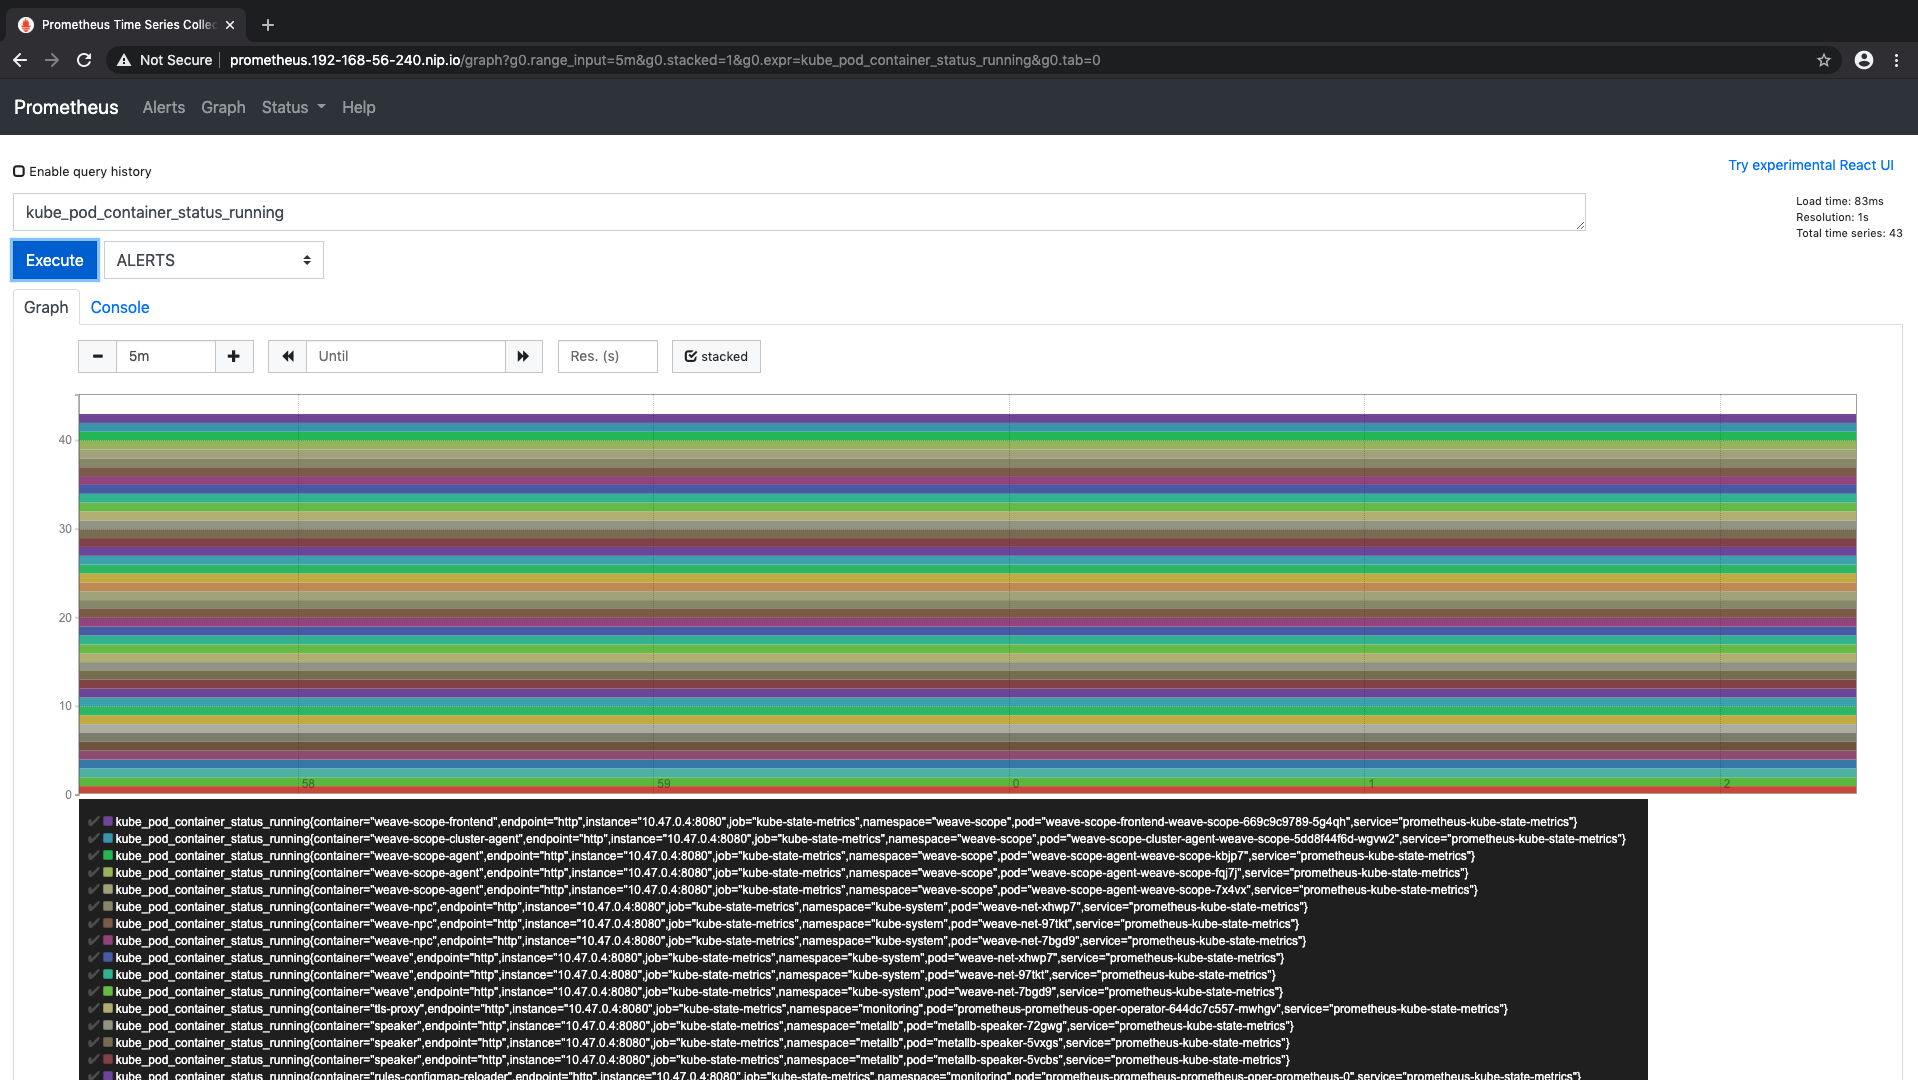 Prometheus Time Series Collec
Not Secure prometheus.192-168-56-240.nip.io/graph?g0.range_input=5m&g0.stacked=1&g0.expr=kube_pod_container_status_running&g0.tab=0
Prometheus Alerts Graph Status Help
Enable query history
Try experimental React UI
kube_pod_container_status_running
Load time: 83ms
Resolution: 1s
Total time series: 43
Execute ALERTS
Graph Console
5m Until Res. (s) stacked
40
30
20
10
0
58 59 0 1 2
kube_pod_container_status_running{container="weave-scope-frontend",endpoint="http",instance="10.47.0.4:8080",job="kube-state-metrics",namespace="weave-scope",pod="weave-scope-frontend-weave-scope-669c9c9789-5g4qh",service="prometheus-kube-state-metrics"}
kube_pod_container_status_running{container="weave-scope-cluster-agent",endpoint="http",instance="10.47.0.4:8080",job="kube-state-metrics",namespace="weave-scope",pod="weave-scope-cluster-agent-weave-scope-5dd8f44f6d-wgvw2",service="prometheus-kube-state-metrics"}
kube_pod_container_status_running{container="weave-scope-agent",endpoint="http",instance="10.47.0.4:8080",job="kube-state-metrics",namespace="weave-scope",pod="weave-scope-agent-weave-scope-kbjp7",service="prometheus-kube-state-metrics"}
kube_pod_container_status_running{container="weave-scope-agent",endpoint="http",instance="10.47.0.4:8080",job="kube-state-metrics",namespace="weave-scope",pod="weave-scope-agent-weave-scope-fqj7j",service="prometheus-kube-state-metrics"}
kube_pod_container_status_running{container="weave-scope-agent",endpoint="http",instance="10.47.0.4:8080",job="kube-state-metrics",namespace="weave-scope",pod="weave-scope-agent-weave-scope-7x4vx",service="prometheus-kube-state-metrics"}
kube_pod_container_status_running{container="weave-npc",endpoint="http",instance="10.47.0.4:8080",job="kube-state-metrics",namespace="kube-system",pod="weave-net-xhwp7",service="prometheus-kube-state-metrics"}
kube_pod_container_status_running{container="weave-npc",endpoint="http",instance="10.47.0.4:8080",job="kube-state-metrics",namespace="kube-system",pod="weave-net-97tkt",service="prometheus-kube-state-metrics"}
kube_pod_container_status_running{container="weave-npc",endpoint="http",instance="10.47.0.4:8080",job="kube-state-metrics",namespace="kube-system",pod="weave-net-7bgd9",service="prometheus-kube-state-metrics"}
kube_pod_container_status_running{container="weave",endpoint="http",instance="10.47.0.4:8080",job="kube-state-metrics",namespace="kube-system",pod="weave-net-xhwp7",service="prometheus-kube-state-metrics"}
kube_pod_container_status_running{container="weave",endpoint="http",instance="10.47.0.4:8080",job="kube-state-metrics",namespace="kube-system",pod="weave-net-97tkt",service="prometheus-kube-state-metrics"}
kube_pod_container_status_running{container="weave",endpoint="http",instance="10.47.0.4:8080",job="kube-state-metrics",namespace="kube-system",pod="weave-net-7bgd9",service="prometheus-kube-state-metrics"}
kube_pod_container_status_running{container="tls-proxy",endpoint="http",instance="10.47.0.4:8080",job="kube-state-metrics",namespace="monitoring",pod="prometheus-prometheus-oper-operator-644dc7c557-mwhgv",service="prometheus-kube-state-metrics"}
kube_pod_container_status_running{container="speaker",endpoint="http",instance="10.47.0.4:8080",job="kube-state-metrics",namespace="metallb",pod="metallb-speaker-72gwg",service="prometheus-kube-state-metrics"}
kube_pod_container_status_running{container="speaker",endpoint="http",instance="10.47.0.4:8080",job="kube-state-metrics",namespace="metallb",pod="metallb-speaker-5vxgs",service="prometheus-kube-state-metrics"}
kube_pod_container_status_running{container="speaker",endpoint="http",instance="10.47.0.4:8080",job="kube-state-metrics",namespace="metallb",pod="metallb-speaker-5vcbs",service="prometheus-kube-state-metrics"}
kube_pod_container_status_running{container="rules-configmap-reloader",endpoint="http",instance="10.47.0.4:8080",job="kube-state-metrics",namespace="monitoring",pod="prometheus-prometheus-prometheus-oper-prometheus-0",service="prometheus-kube-state-metrics"}